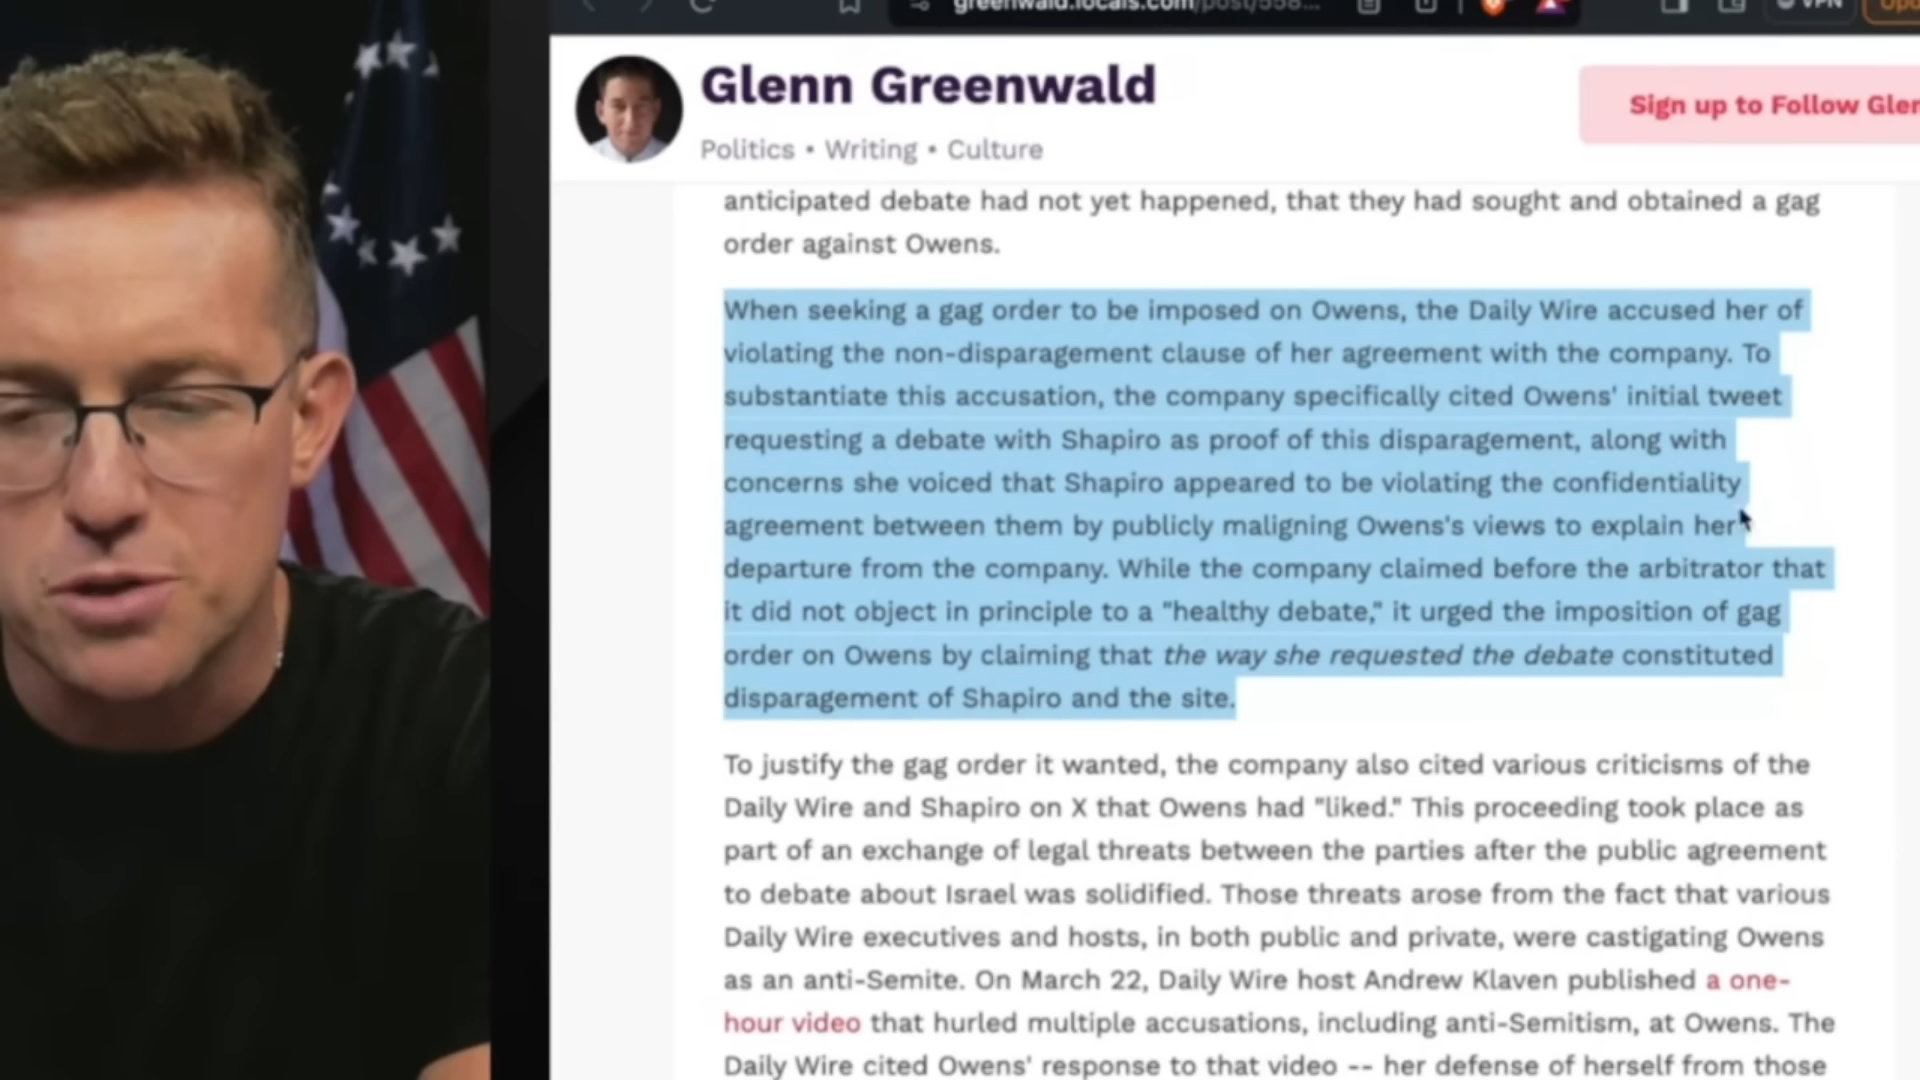 greenwald.locals.com/post/558...
VPN
Glenn Greenwald
Sign up to Follow Gler
Politics • Writing • Culture
anticipated debate had not yet happened, that they had sought and obtained a gag
order against Owens.
When seeking a gag order to be imposed on Owens, the Daily Wire accused her of
violating the non-disparagement clause of her agreement with the company. To
substantiate this accusation, the company specifically cited Owens' initial tweet
requesting a debate with Shapiro as proof of this disparagement, along with
concerns she voiced that Shapiro appeared to be violating the confidentiality
agreement between them by publicly maligning Owens's views to explain her
departure from the company. While the company claimed before the arbitrator that
it did not object in principle to a "healthy debate," it urged the imposition of gag
order on Owens by claiming that the way she requested the debate constituted
disparagement of Shapiro and the site.
To justify the gag order it wanted, the company also cited various criticisms of the
Daily Wire and Shapiro on X that Owens had "liked." This proceeding took place as
part of an exchange of legal threats between the parties after the public agreement
to debate about Israel was solidified. Those threats arose from the fact that various
Daily Wire executives and hosts, in both public and private, were castigating Owens
as an anti-Semite. On March 22, Daily Wire host Andrew Klaven published a one-
hour video that hurled multiple accusations, including anti-Semitism, at Owens. The
Daily Wire cited Owens' response to that video -- her defense of herself from those